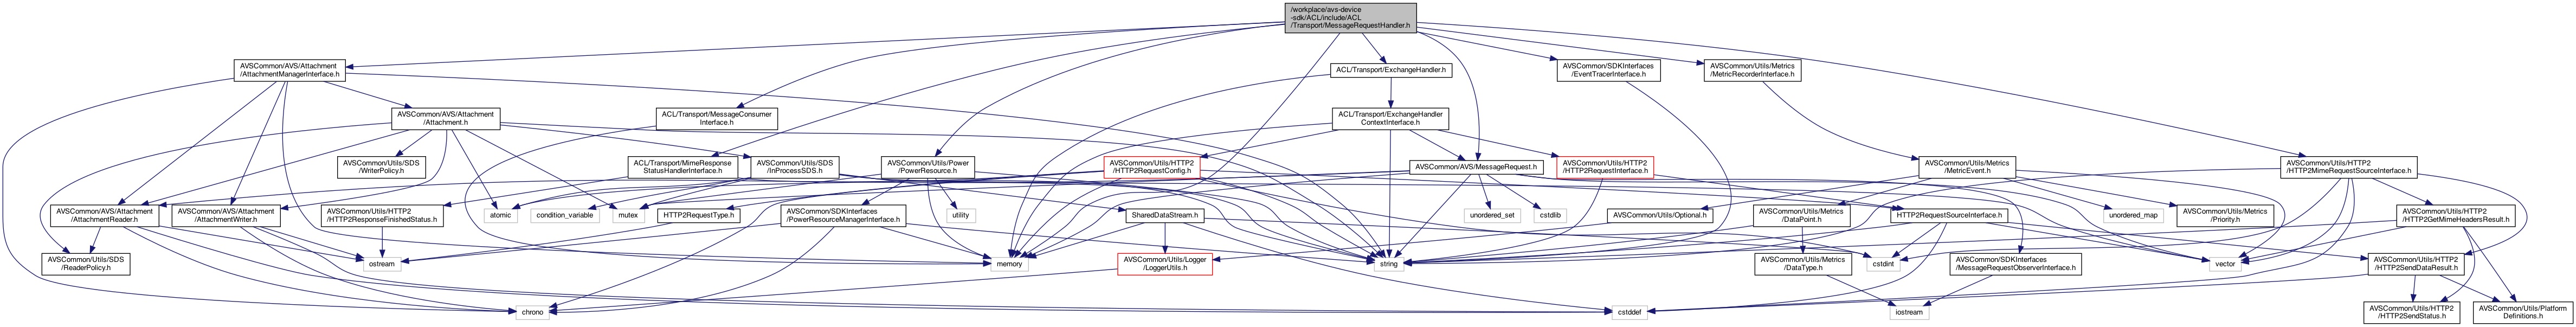 /workplace/avs-device
-sdk/ACL/include/ACL
/Transport/MessageRequestHandler.h
AVSCommon/AVS/Attachment
/AttachmentManagerInterface.h
ACL/Transport/ExchangeHandler.h
AVSCommon/SDKInterfaces
/EventTracerInterface.h
AVSCommon/Utils/Metrics
/MetricRecorderInterface.h
AVSCommon/AVS/Attachment
/Attachment.h
ACL/Transport/MessageConsumer
Interface.h
ACL/Transport/ExchangeHandler
ContextInterface.h
AVSCommon/Utils/SDS
/WriterPolicy.h
ACL/Transport/MimeResponse
StatusHandlerInterface.h
AVSCommon/Utils/SDS
/InProcessSDS.h
AVSCommon/Utils/Power
/PowerResource.h
AVSCommon/Utils/HTTP2
/HTTP2RequestConfig.h
AVSCommon/AVS/MessageRequest.h
AVSCommon/Utils/HTTP2
/HTTP2RequestInterface.h
AVSCommon/Utils/Metrics
/MetricEvent.h
AVSCommon/Utils/HTTP2
/HTTP2MimeRequestSourceInterface.h
AVSCommon/AVS/Attachment
/AttachmentReader.h
AVSCommon/AVS/Attachment
/AttachmentWriter.h
AVSCommon/Utils/HTTP2
/HTTP2ResponseFinishedStatus.h
atomic
condition_variable
mutex
HTTP2RequestType.h
AVSCommon/SDKInterfaces
/PowerResourceManagerInterface.h
utility
SharedDataStream.h
unordered_set
cstdlib
AVSCommon/Utils/Optional.h
AVSCommon/Utils/Metrics
/DataPoint.h
HTTP2RequestSourceInterface.h
unordered_map
AVSCommon/Utils/Metrics
/Priority.h
AVSCommon/Utils/HTTP2
/HTTP2GetMimeHeadersResult.h
AVSCommon/Utils/SDS
/ReaderPolicy.h
ostream
memory
AVSCommon/Utils/Logger
/LoggerUtils.h
string
AVSCommon/Utils/Metrics
/DataType.h
cstdint
AVSCommon/SDKInterfaces
/MessageRequestObserverInterface.h
vector
AVSCommon/Utils/HTTP2
/HTTP2SendDataResult.h
chrono
cstddef
iostream
AVSCommon/Utils/HTTP2
/HTTP2SendStatus.h
AVSCommon/Utils/Platform
Definitions.h